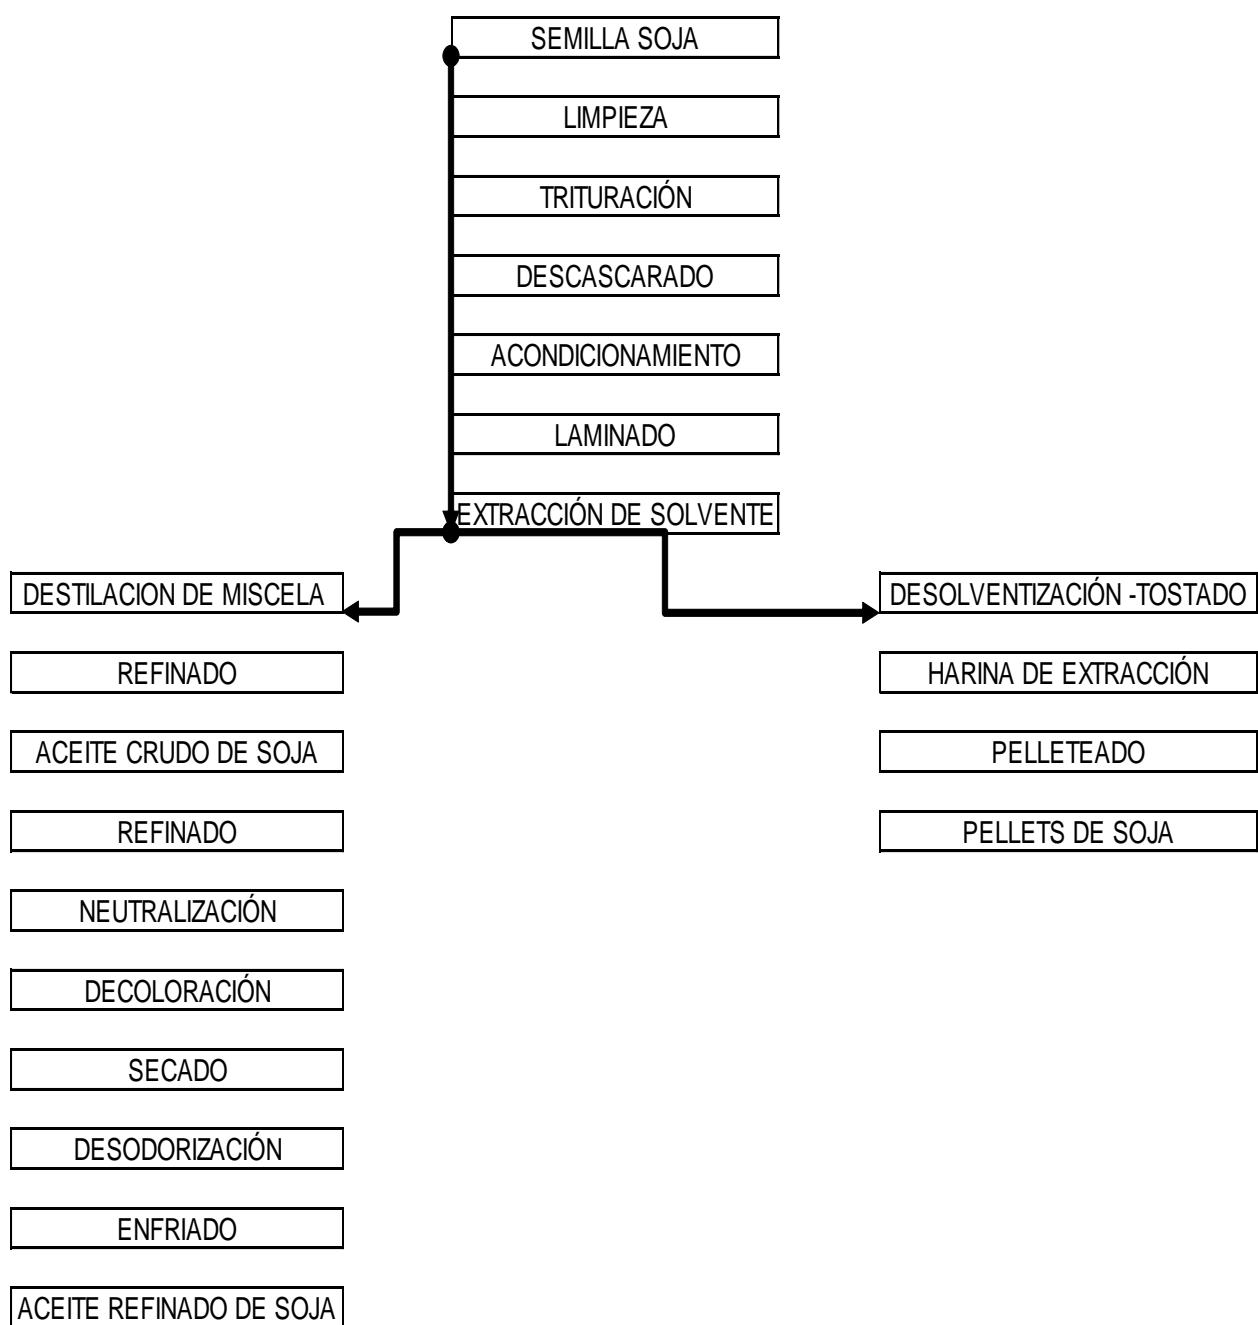 SEMILLA SOJA
LIMPIEZA
TRITURACIÓN
DESCASCARADO
ACONDICIONAMIENTO
LAMINADO
EXTRACCIÓN DE SOLVENTE
DESTILACION DE MISCELA
REFINADO
ACEITE CRUDO DE SOJA
REFINADO
NEUTRALIZACIÓN
DECOLORACIÓN
SECADO
DESODORIZACIÓN
ENFRIADO
ACEITE REFINADO DE SOJA
DESOLVENTIZACIÓN -TOSTADO
HARINA DE EXTRACCIÓN
PELLETEADO
PELLETS DE SOJA